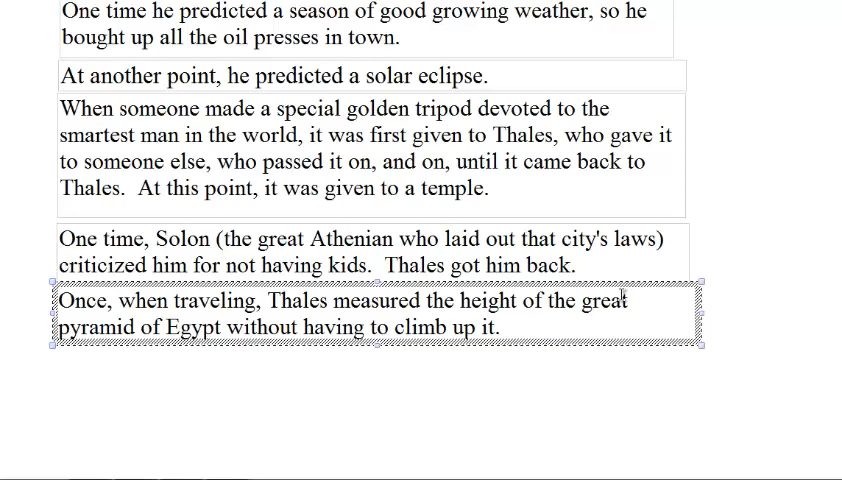 One time he predicted a season of good growing weather, so he
bought up all the oil presses in town.
At another point, he predicted a solar eclipse.
When someone made a special golden tripod devoted to the
smartest man in the world, it was first given to Thales, who gave it
to someone else, who passed it on, and on, until it came back to
Thales.  At this point, it was given to a temple.
One time, Solon (the great Athenian who laid out that city's laws)
criticized him for not having kids.  Thales got him back.
Once, when traveling, Thales measured the height of the great
pyramid of Egypt without having to climb up it.